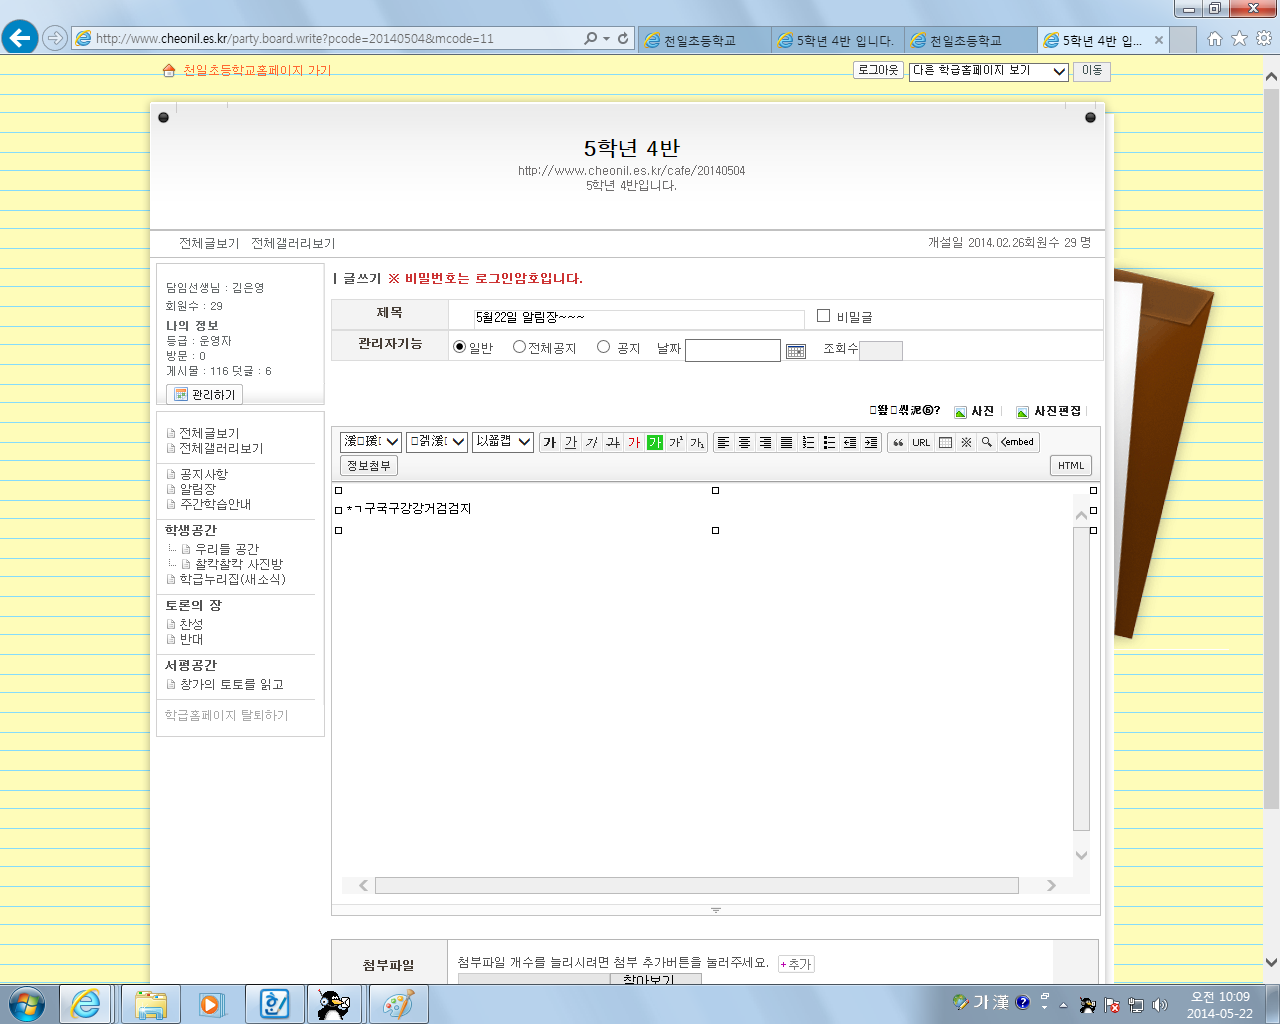 http://www.cheonil.es.kr/party.board.write?pcode=20140504&mcode=11
천일초등학교
5학년 4반 입니다.
천일초등학교
5학년 4반 입...
천일초등학교홈페이지 가기
로그아웃
다른 학급홈페이지 보기
이동
5학년 4반
http://www.cheonil.es.kr/cafe/20140504
5학년 4반입니다.
전체글보기 전체갤러리보기
개설일 2014.02.26회원수 29 명
담임선생님 : 김은영
회원수 : 29
나의 정보
등급 : 운영자
방문 : 0
게시물 : 116 덧글 : 6
관리하기
전체글보기
전체갤러리보기
공지사항
알림장
주간학습안내
학생공간
우리들 공간
찰칵찰칵 사진방
학급누리집(새소식)
토론의 장
찬성
반대
서평공간
창가의 토토를 읽고
학급홈페이지 탈퇴하기
글쓰기 ※ 비밀번호는 로그인암호입니다.
제목 5월22일 알림장~~~ 비밀글
관리자기능 일반 전체공지 공지 날짜 조회수
사진 사진편집
가 가 가 가 가 가 가² 가₂ URL ※ embed
정보첨부 HTML
*ㄱ구국구강강거검검지
첨부파일 첨부파일 개수를 늘리시려면 첨부 추가버튼을 눌러주세요. +추가
찾아보기...
가 漢
오전 10:09
2014-05-22